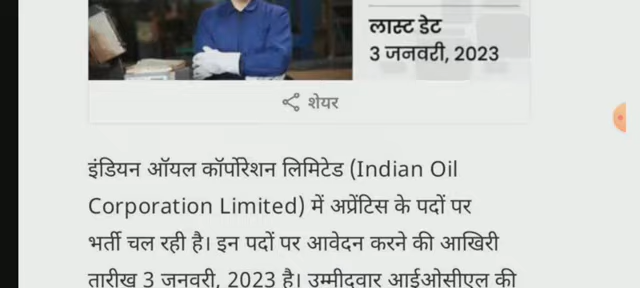 लास्ट डेट
3 जनवरी, 2023
शेयर
इंडियन ऑयल कॉर्पोरेशन लिमिटेड (Indian Oil
Corporation Limited) में अप्रेंटिस के पदों पर
भर्ती चल रही है। इन पदों पर आवेदन करने की आखिरी
तारीख 3 जनवरी, 2023 है। उम्मीदवार आईओसीएल की